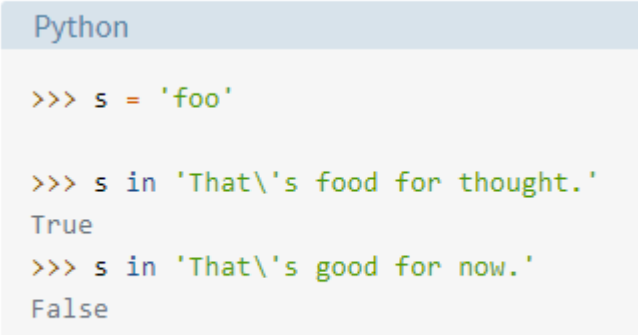 Python
>>> s = 'foo'
>>> s in 'That\'s food for thought.'
True
>>> s in 'That\'s good for now.'
False